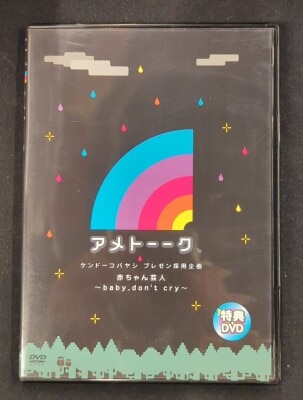 アメトーーク
ケンドーコバヤシ プレゼン採用企画
赤ちゃん芸人
～baby,don't cry～
特典
DVD
DVD